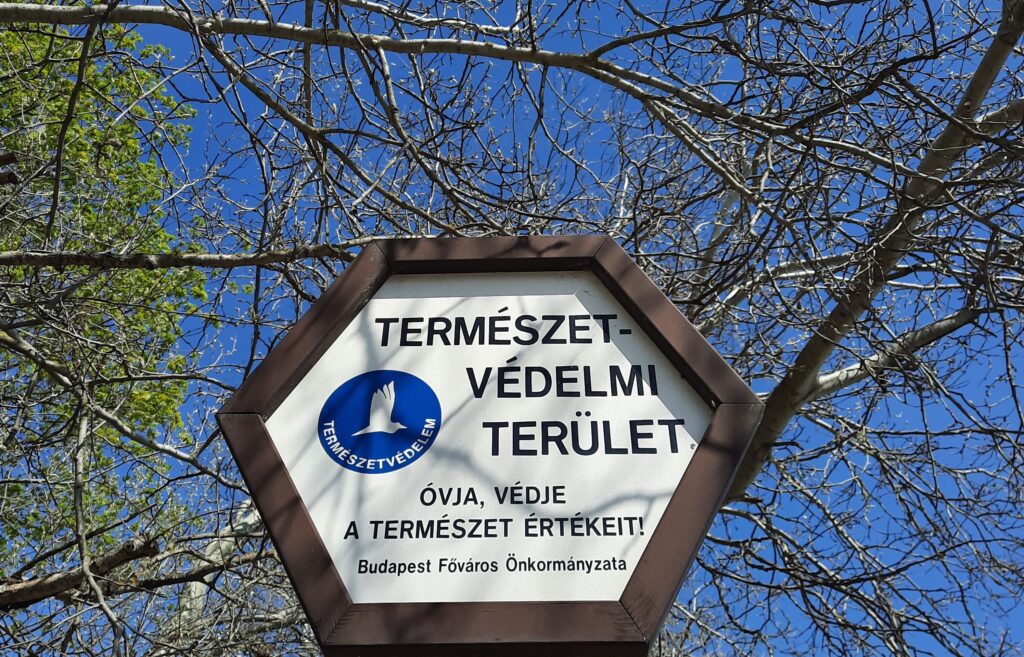 TERMÉSZET-
VÉDELMI
TERÜLET
TERMÉSZETVÉDELEM
ÓVJA, VÉDJE
A TERMÉSZET ÉRTÉKEIT!
Budapest Főváros Önkormányzata